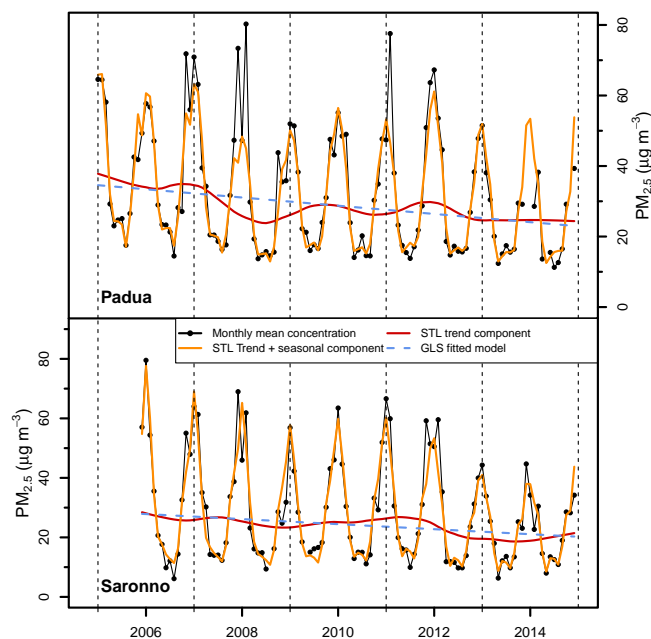 80
60
40
20
0
PM2.5 (μg m−3)
Padua
Monthly mean concentration
STL trend component
STL Trend + seasonal component
GLS fitted model
80
60
40
20
0
PM2.5 (μg m−3)
Saronno
2006 2008 2010 2012 2014